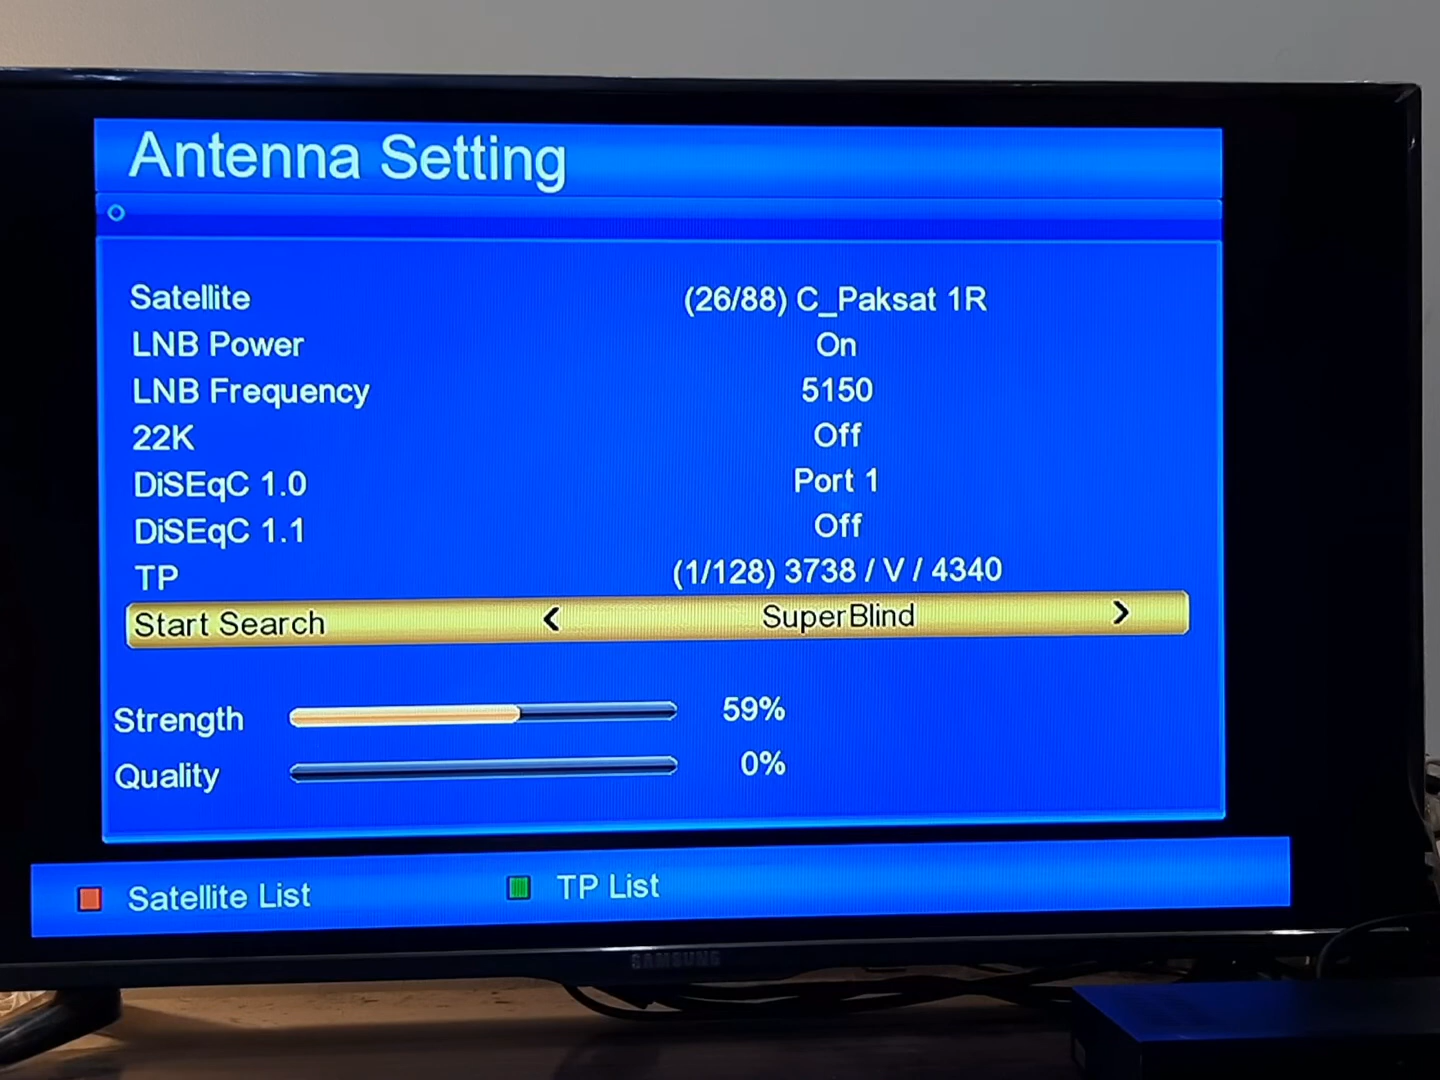 Antenna Setting
Satellite (26/88) C_Paksat 1R
LNB Power On
LNB Frequency 5150
22K Off
DiSEqC 1.0 Port 1
DiSEqC 1.1 Off
TP (1/128) 3738 / V / 4340
Start Search < SuperBlind >
Strength 59%
Quality 0%
Satellite List TP List
SAMSUNG